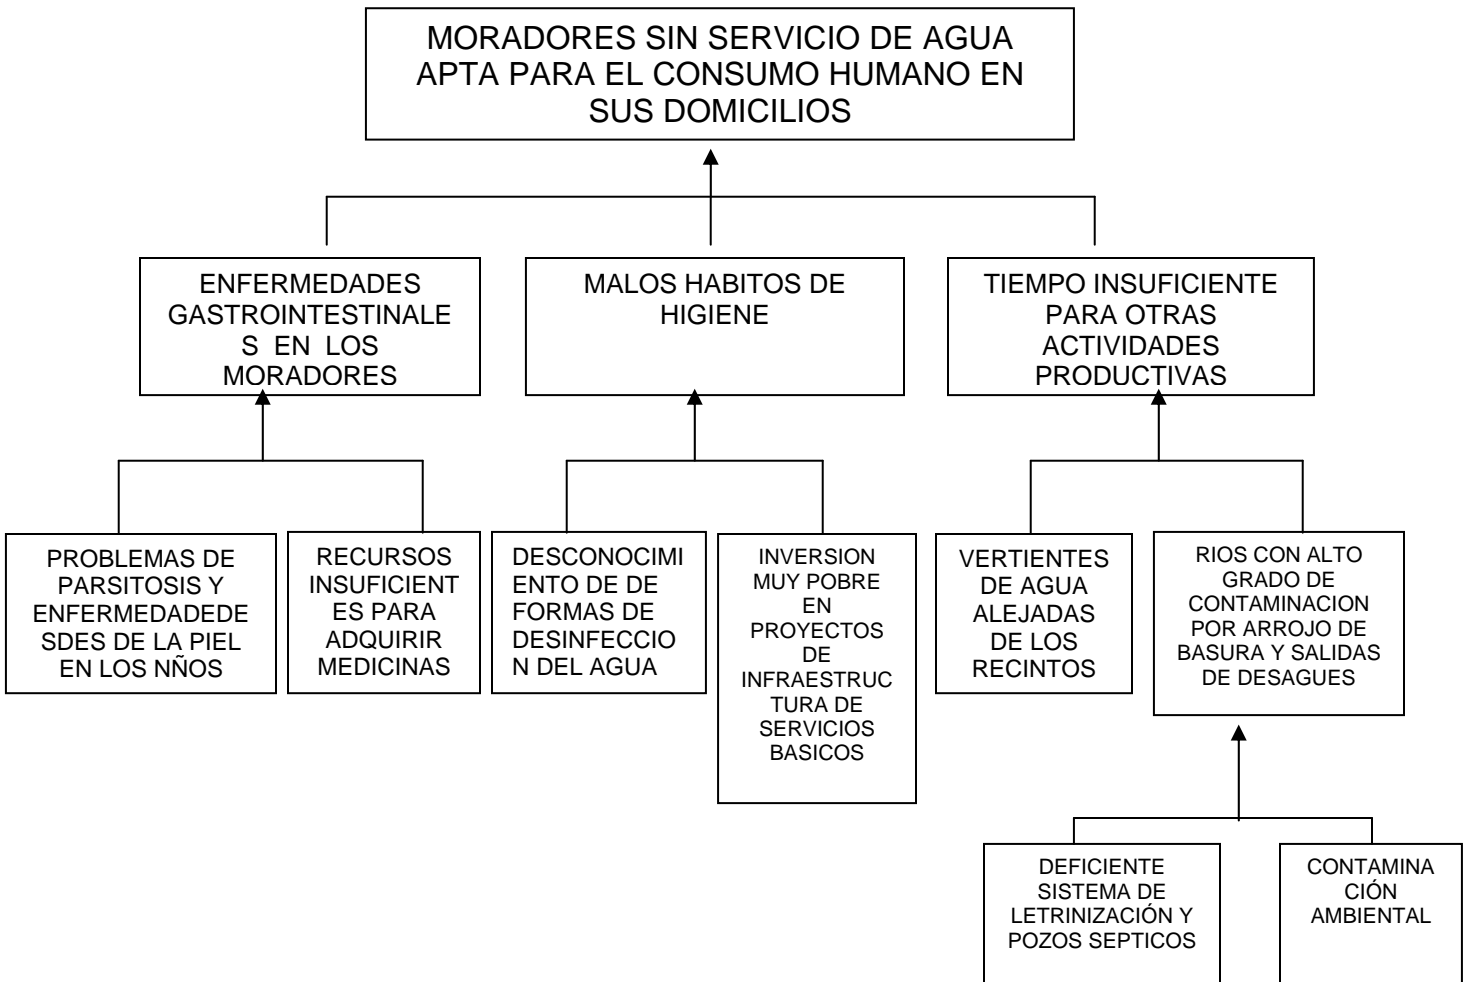 MORADORES SIN SERVICIO DE AGUA
APTA PARA EL CONSUMO HUMANO EN
SUS DOMICILIOS
ENFERMEDADES
GASTROINTESTINALE
S EN LOS
MORADORES
MALOS HABITOS DE
HIGIENE
TIEMPO INSUFICIENTE
PARA OTRAS
ACTIVIDADES
PRODUCTIVAS
PROBLEMAS DE
PARSITOSIS Y
ENFERMEDADEDE
SDES DE LA PIEL
EN LOS NÑOS
RECURSOS
INSUFICIENT
ES PARA
ADQUIRIR
MEDICINAS
DESCONOCIMI
ENTO DE DE
FORMAS DE
DESINFECCIO
N DEL AGUA
INVERSION
MUY POBRE
EN
PROYECTOS
DE
INFRAESTRUC
TURA DE
SERVICIOS
BASICOS
VERTIENTES
DE AGUA
ALEJADAS
DE LOS
RECINTOS
RIOS CON ALTO
GRADO DE
CONTAMINACION
POR ARROJO DE
BASURA Y SALIDAS
DE DESAGUES
DEFICIENTE
SISTEMA DE
LETRINIZACIÓN Y
POZOS SEPTICOS
CONTAMINA
CIÓN
AMBIENTAL